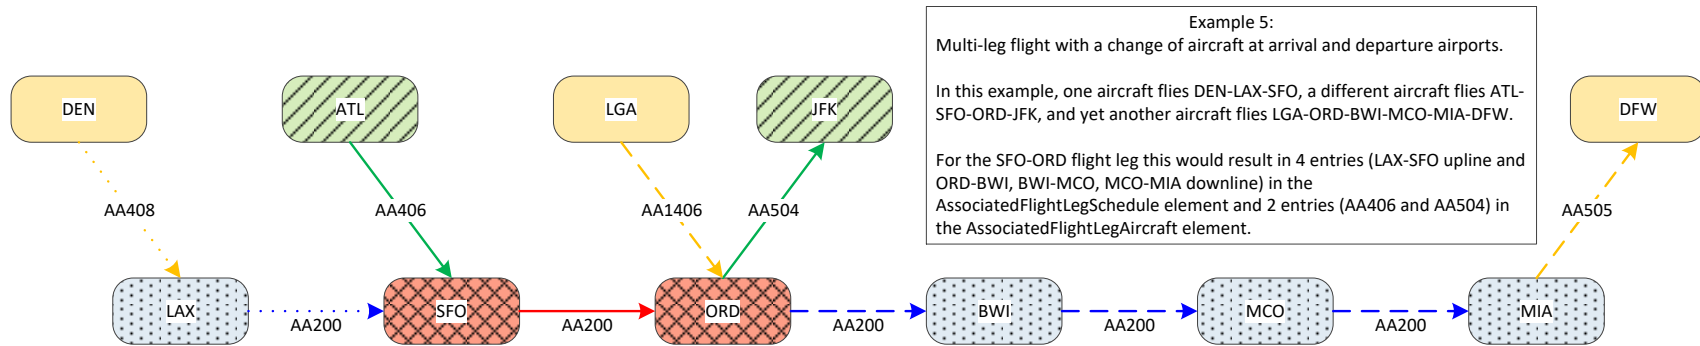 Example 5:
Multi-leg flight with a change of aircraft at arrival and departure airports.
In this example, one aircraft flies DEN-LAX-SFO, a different aircraft flies ATL-
SFO-ORD-JFK, and yet another aircraft flies LGA-ORD-BWI-MCO-MIA-DFW.
For the SFO-ORD flight leg this would result in 4 entries (LAX-SFO upline and
ORD-BWI, BWI-MCO, MCO-MIA downline) in the
AssociatedFlightLegSchedule element and 2 entries (AA406 and AA504) in
the AssociatedFlightLegAircraft element.
DEN
ATL
LGA
JFK
DFW
AA408
AA406
AA1406
AA504
AA505
LAX
SFO
ORD
BWI
MCO
MIA
AA200
AA200
AA200
AA200
AA200